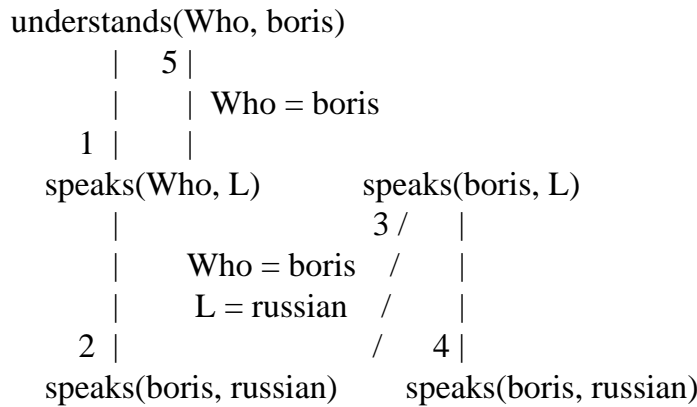 understands(Who, boris)
| 5 |
| | Who = boris
1 | |
speaks(Who, L) speaks(boris, L)
| 3 / |
| Who = boris / |
| L = russian / |
2 | / 4 |
speaks(boris, russian) speaks(boris, russian)